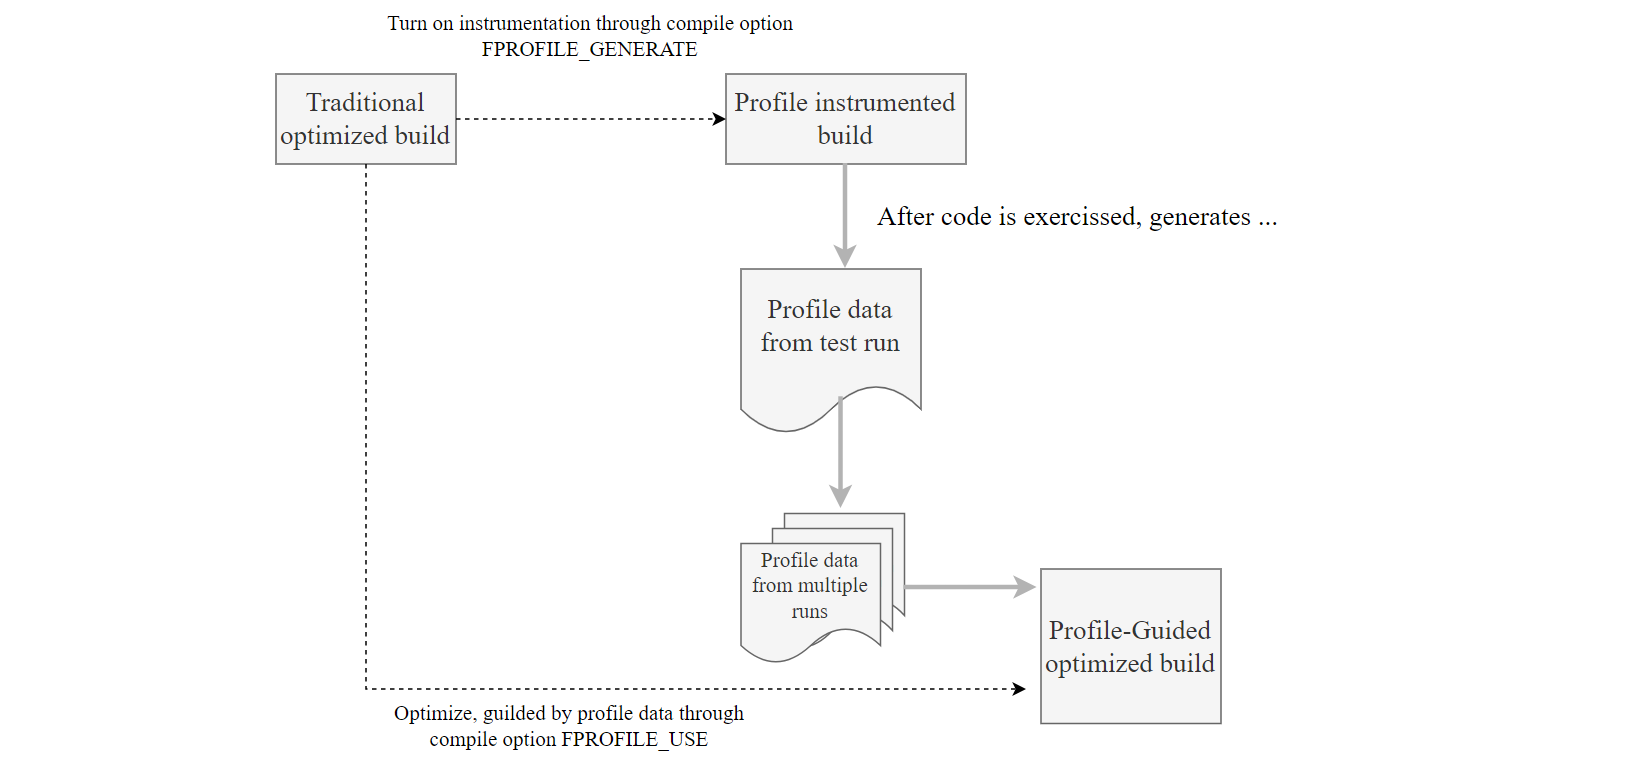 Turn on instrumentation through compile option
FPROFILE_GENERATE
Traditional
optimized build
Profile instrumented
build
After code is exercissed, generates ...
Profile data
from test run
Profile data
from multiple
runs
Profile-Guided
optimized build
Optimize, guilded by profile data through
compile option FPROFILE_USE